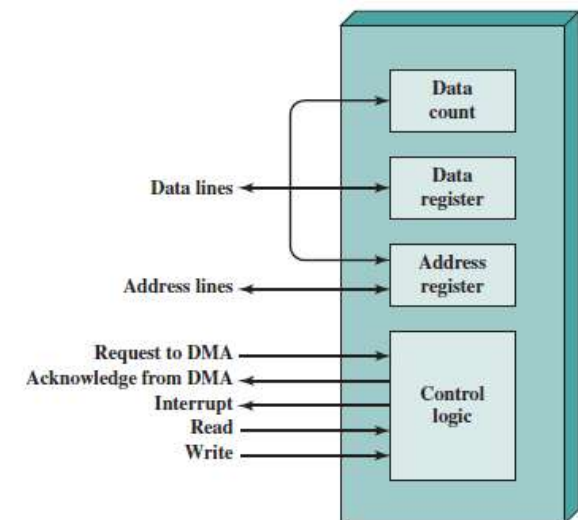 Data
count
Data lines
Data
register
Address lines
Address
register
Request to DMA
Acknowledge from DMA
Interrupt
Read
Write
Control
logic